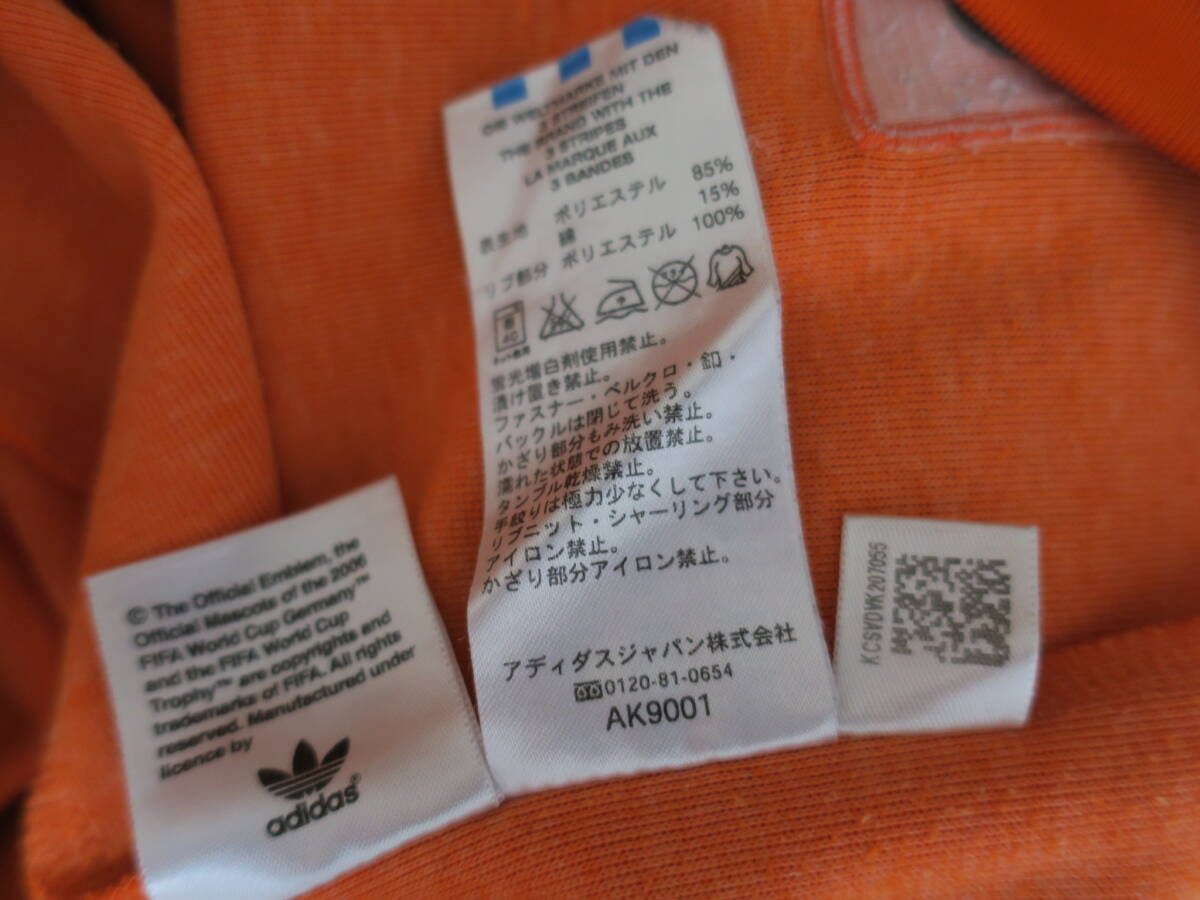 © The Official Emblem, the
Official Mascots of the 2006
FIFA World Cup Germany™
and the FIFA World Cup
Trophy™ are copyrights and
trademarks of FIFA. All rights
reserved. Manufactured under
licence by
adidas®
DIE WELTMARKE MIT DEN
3 STREIFEN
THE BRAND WITH THE
3 STRIPES
LA MARQUE AUX
3 BANDES
表生地 ポリエステル 85%
綿 15%
リブ部分 ポリエステル 100%
40
蛍光増白剤使用禁止。
漬け置き禁止。
ファスナー・ベルクロ・釦・
バックルは閉じて洗う。
かざり部分もみ洗い禁止。
濡れた状態での放置禁止。
タンブル乾燥禁止。
手絞りは極力少なくして下さい。
リブニット・シャーリング部分
アイロン禁止。
かざり部分アイロン禁止。
アディダスジャパン株式会社
0120-81-0654
AK9001
KCSVDWK207055